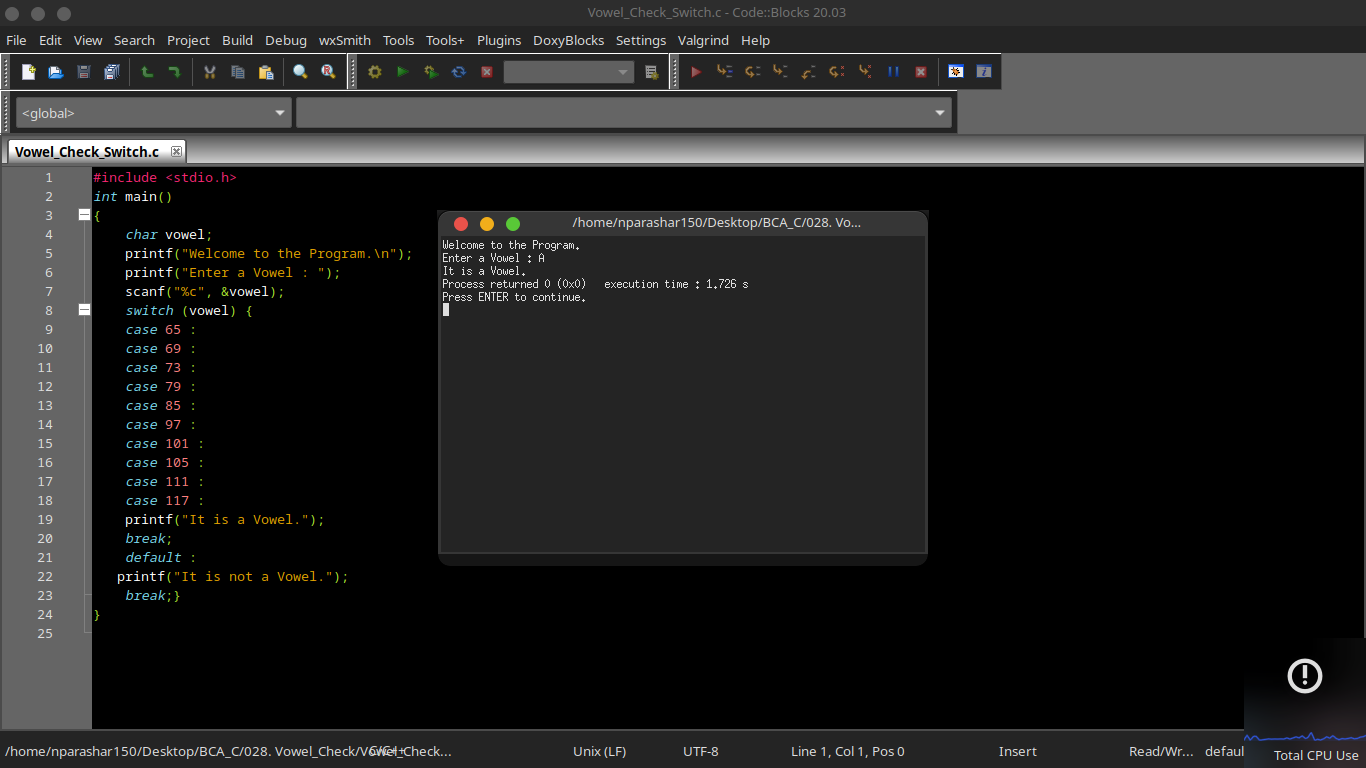 Vowel_Check_Switch.c - Code::Blocks 20.03
File Edit View Search Project Build Debug wxSmith Tools Tools+ Plugins DoxyBlocks Settings Valgrind Help
<global>
Vowel_Check_Switch.c
1 #include <stdio.h>
2 int main()
3 {
4 char vowel;
5 printf("Welcome to the Program.\n");
6 printf("Enter a Vowel : ");
7 scanf("%c", &vowel);
8 switch (vowel) {
9 case 65 :
10 case 69 :
11 case 73 :
12 case 79 :
13 case 85 :
14 case 97 :
15 case 101 :
16 case 105 :
17 case 111 :
18 case 117 :
19 printf("It is a Vowel.");
20 break;
21 default :
22 printf("It is not a Vowel.");
23 break;}
24 }
25
/home/nparashar150/Desktop/BCA_C/028. Vo...
Welcome to the Program.
Enter a Vowel : A
It is a Vowel.
Process returned 0 (0x0) execution time : 1.726 s
Press ENTER to continue.
/home/nparashar150/Desktop/BCA_C/028. Vowel_Check/Vowel_Check... Unix (LF) UTF-8 Line 1, Col 1, Pos 0 Insert Read/Wr... defaul
Total CPU Use